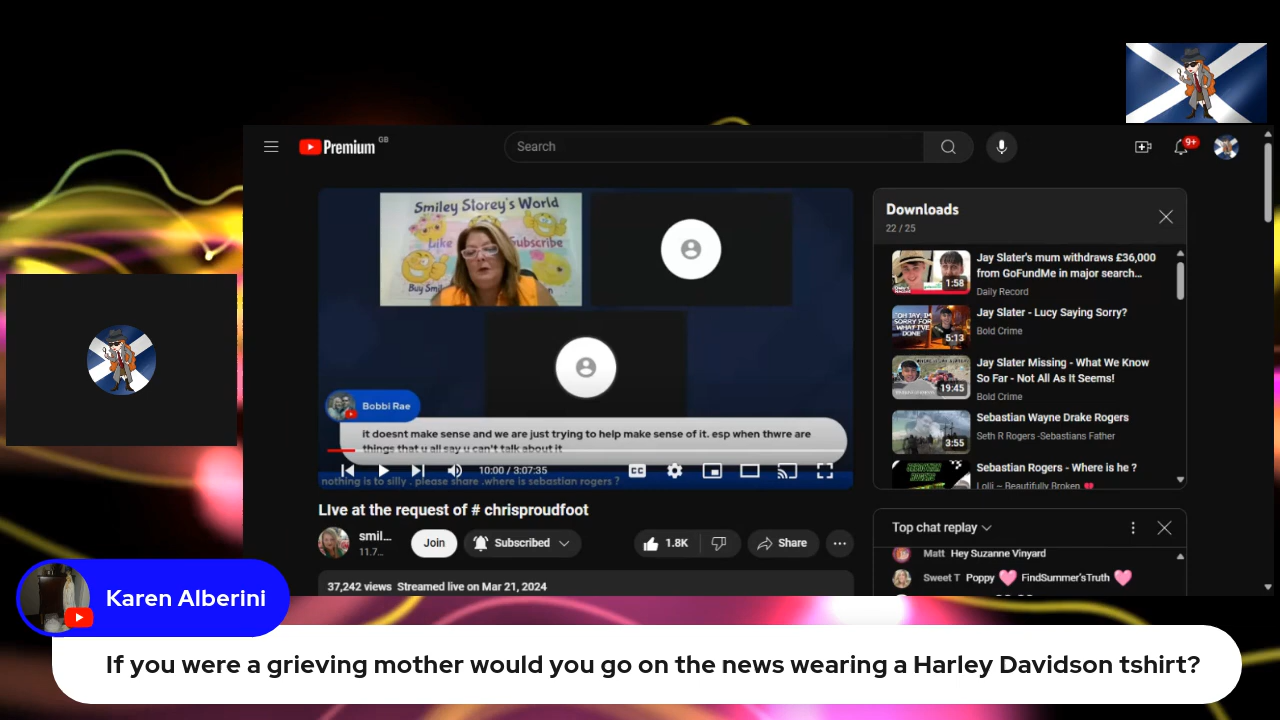 Premium GB
Search
9+
Smiley Storey's World
Like
Subscribe
Bobbi Rae
it doesnt make sense and we are just trying to help make sense of it. esp when thwre are
things that u all say u can't talk about it
10:00 / 3:07:35
nothing is to silly . please share .where is sebastian rogers ?
LIve at the request of # chrisproudfoot
smil...
11.7...
Join
Subscribed
1.8K
Share
37,242 views Streamed live on Mar 21, 2024
Downloads
22 / 25
Jay Slater's mum withdraws £36,000
from GoFundMe in major search...
Daily Record
1:58
Jay Slater - Lucy Saying Sorry?
Bold Crime
5:13
Jay Slater Missing - What We Know
So Far - Not All As It Seems!
Bold Crime
19:45
Sebastian Wayne Drake Rogers
Seth R Rogers -Sebastians Father
3:55
Sebastian Rogers - Where is he ?
Lolli ~ Beautifully Broken
Top chat replay
Matt Hey Suzanne Vinyard
Sweet T Poppy FindSummer'sTruth
Karen Alberini
If you were a grieving mother would you go on the news wearing a Harley Davidson tshirt?